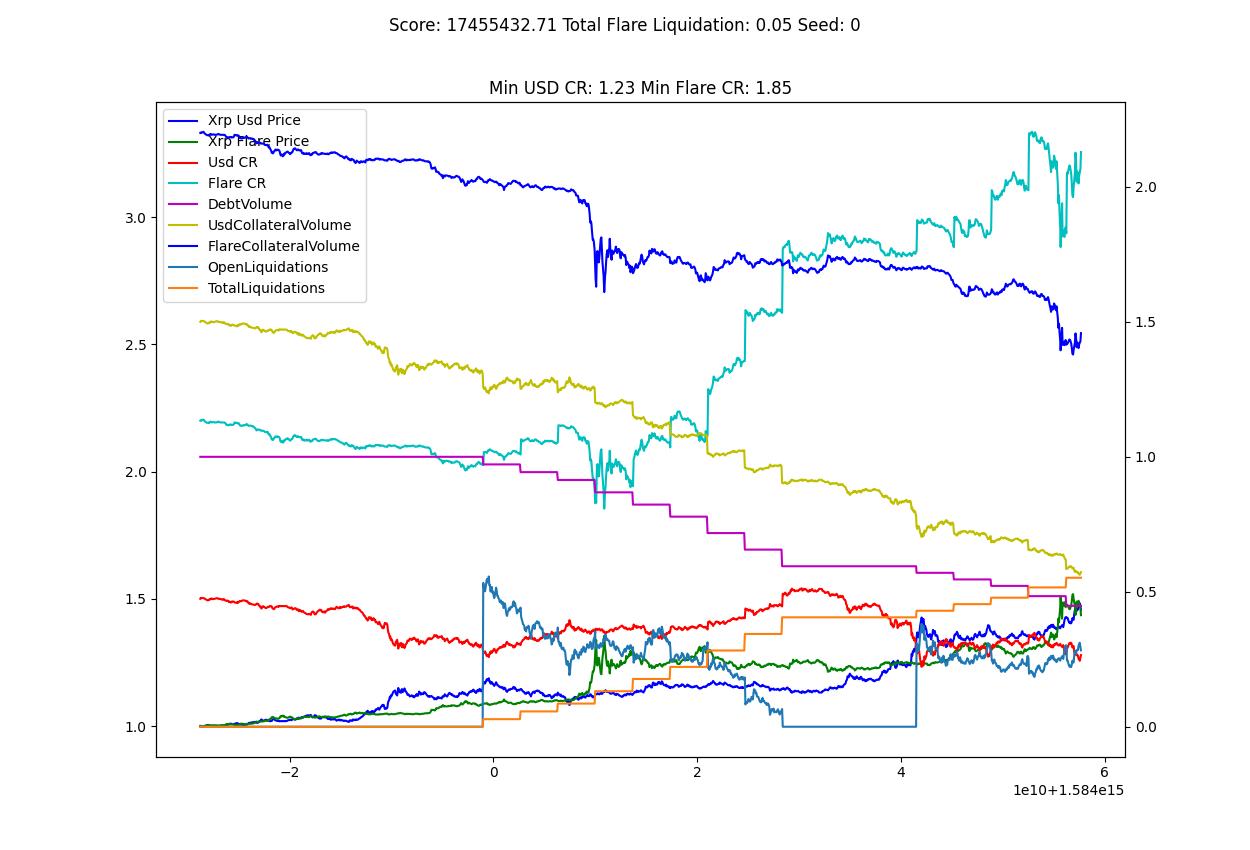 Score: 17455432.71 Total Flare Liquidation: 0.05 Seed: 0
Min USD CR: 1.23 Min Flare CR: 1.85
Xrp Usd Price
Xrp Flare Price
Usd CR
Flare CR
DebtVolume
UsdCollateralVolume
FlareCollateralVolume
OpenLiquidations
TotalLiquidations
3.0
2.5
2.0
1.5
1.0
2.0
1.5
1.0
0.5
0.0
−2 0 2 4 6
1e10+1.584e15